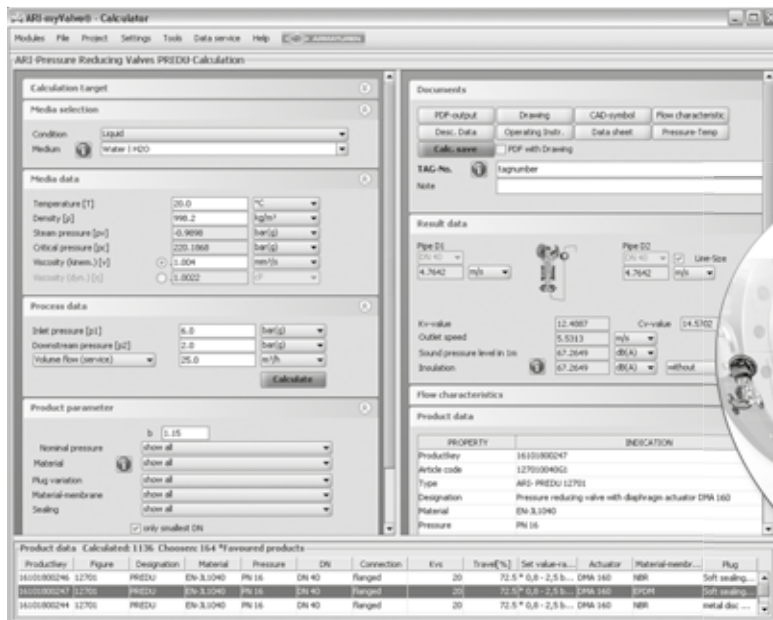 ARI-myValve® - Calculator
Modules File Project Settings Tools Data service Help
ARI-Pressure Reducing Valves PREDU Calculation
Calculation target
Media selection
Condition Liquid
Medium Water | H2O
Media data
Temperature [T] 20.0 °C
Density [ρ] 998.2 kg/m³
Steam pressure [pv] -0.9898 bar(g)
Critical pressure [pc] 220.1868 bar(g)
Viscosity (kinem.) [v] 1.004 mm²/s
Viscosity (dyn.) [η] 1.0022 cP
Process data
Inlet pressure [p1] 6.0 bar(g)
Downstream pressure [p2] 2.0 bar(g)
Volume flow (service) 25.0 m³/h
Calculate
Product parameter
b 1.15
Nominal pressure show all
Material show all
Plug variation show all
Material-membrane show all
Sealing show all
only smallest DN
Documents
PDF-output Drawing CAD-symbol Flow characteristic
Desc. Data Operating Instr. Data sheet Pressure-Temp
Calc. save PDF with Drawing
TAG-No. tagnumber
Note
Result data
Pipe D1 Pipe D2
DN 40 DN 40 Line-Size
4.7642 m/s 4.7642 m/s
Kv-value 12.4887 Cv-value 14.5702
Outlet speed 5.5313 m/s
Sound pressure level in 1m 67.2649 dB(A)
Insulation 67.2649 dB(A) without
Flow characteristics
Product data
PROPERTY INDICATION
Productkey 16101800247
Article code
Type ARI- PREDU 12701
Designation Pressure reducing valve with diaphragm actuator DMA 160
Material EN-JL1040
Pressure PN 16
Product data Calculated: 1136 Choosen: 164 *Favoured products
Productkey Figure Designation Material Pressure DN Connection Kvs Travel[%] Set value-ra... Actuator Material-membr... Plug
16101800246 12701 PREDU EN-JL1040 PN 16 DN 40 flanged 20 72.5 * 0,8 - 2,5 b... DMA 160 NBR Soft sealing...
16101800247 12701 PREDU EN-JL1040 PN 16 DN 40 flanged 20 72.5 * 0,8 - 2,5 b... DMA 160 EPDM Soft sealing...
16101800244 12701 PREDU EN-JL1040 PN 16 DN 40 flanged 20 72.5 * 0,8 - 2,5 b... DMA 160 NBR metal disc ...